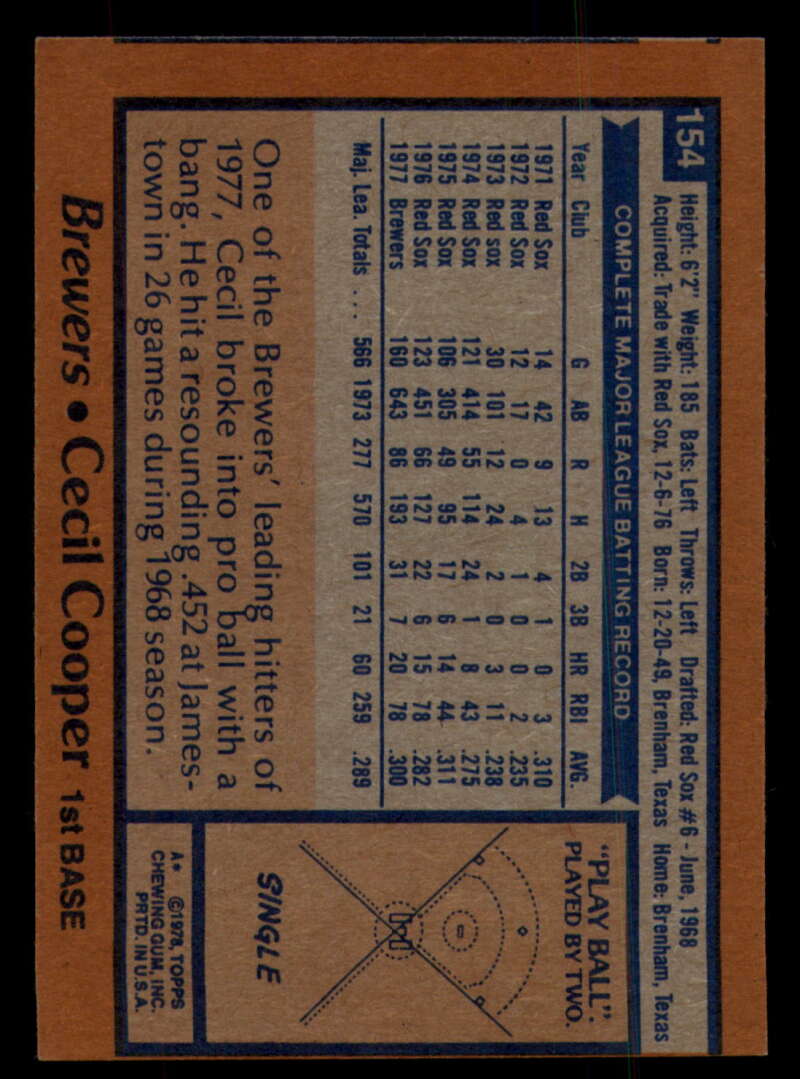 154
Height: 6'2" Weight: 185 Bats: Left Throws: Left Drafted: Red Sox #6 - June, 1968
Acquired: Trade with Red Sox, 12-6-76 Born: 12-20-49, Brenham, Texas Home: Brenham, Texas
COMPLETE MAJOR LEAGUE BATTING RECORD
Year Club G AB R H 2B 3B HR RBI AVG.
1971 Red Sox 14 42 9 13 4 1 0 3 .310
1972 Red Sox 12 17 0 4 1 0 0 2 .235
1973 Red sox 30 101 12 24 2 0 3 11 .238
1974 Red Sox 121 414 55 114 24 1 8 43 .275
1975 Red Sox 106 305 49 95 17 6 14 44 .311
1976 Red Sox 123 451 66 127 22 6 15 78 .282
1977 Brewers 160 643 86 193 31 7 20 78 .300
Maj. Lea. Totals ... 566 1973 277 570 101 21 60 259 .289
One of the Brewers' leading hitters of
1977, Cecil broke into pro ball with a
bang. He hit a resounding .452 at James-
town in 26 games during 1968 season.
"PLAY BALL".
PLAYED BY TWO.
SINGLE
A* ©1978, TOPPS
CHEWING GUM, INC.
PRTD. IN U.S.A.
Brewers • Cecil Cooper 1st BASE